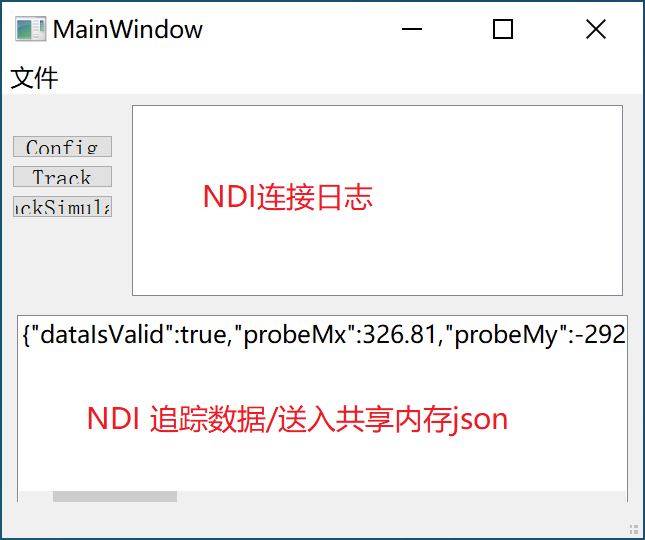 MainWindow
文件
Config
NDI连接日志
Track
ckSimula
{"dataIsValid":true,"probeMx":326.81,"probeMy":-292
NDI 追踪数据/送入共享内存json